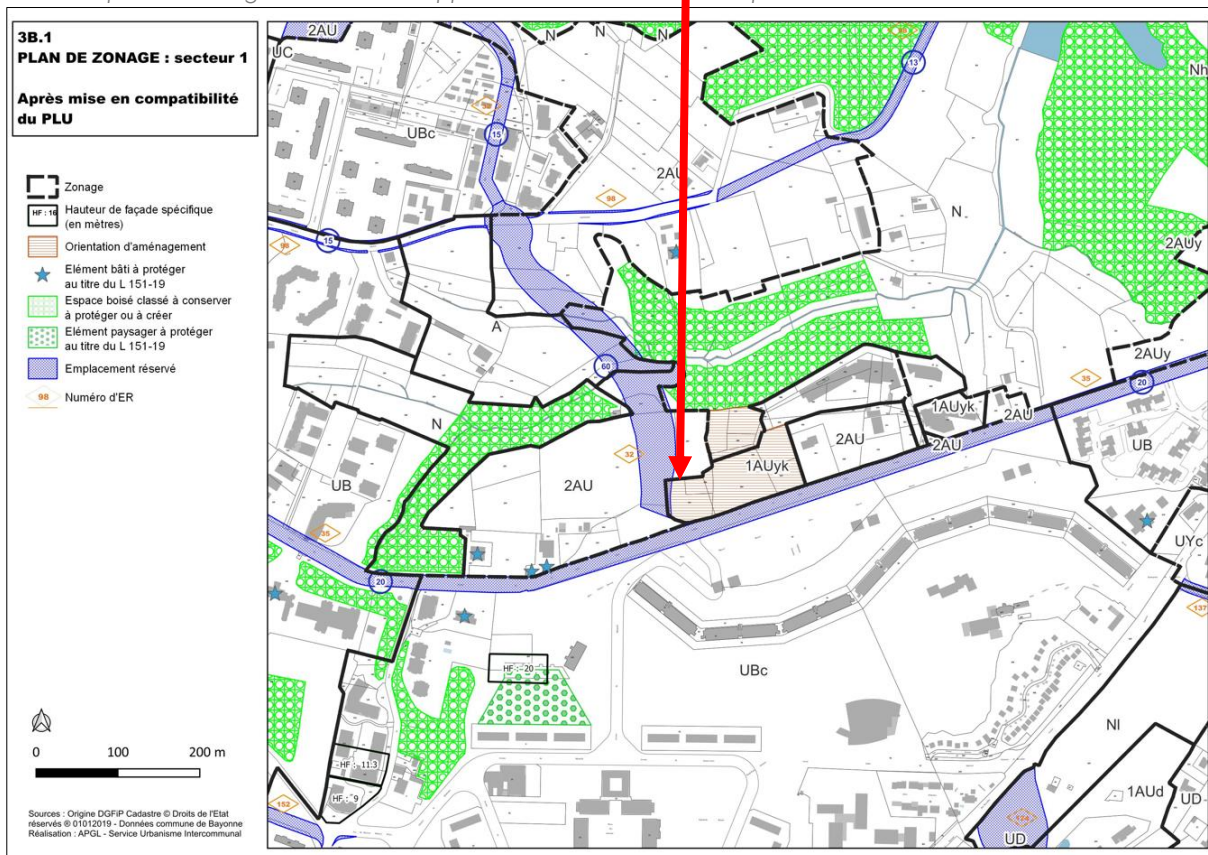 3B.1
PLAN DE ZONAGE : secteur 1
Après mise en compatibilité
du PLU
Zonage
HF : 16
Hauteur de façade spécifique
(en mètres)
Orientation d'aménagement
Elément bâti à protéger
au titre du L 151-19
Espace boisé classé à conserver
à protéger ou à créer
Elément paysager à protéger
au titre du L 151-19
Emplacement réservé
98
Numéro d'ER
0 100 200 m
Sources : Origine DGFiP Cadastre © Droits de l'Etat
réservés ® 01012019 - Données commune de Bayonne
Réalisation : APGL - Service Urbanisme Intercommunal
2AU
N
N
N
UC
13
Nh
UBc
15
2AU
98
N
15
96
2AUy
A
60
2AUy
20
35
N
1AUyk
2AU
2AU
2AU
UB
32
1AUyk
UB
2AU
35
20
UYc
137
HF : 20
UBc
NI
HF : 11.3
HF : 9
152
1AUd
UD
124
UD